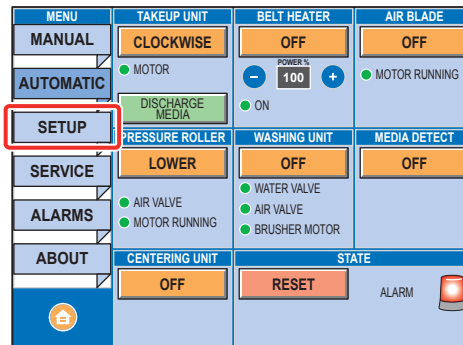 MENU
MANUAL
AUTOMATIC
SETUP
SERVICE
ALARMS
ABOUT
TAKEUP UNIT
CLOCKWISE
MOTOR
DISCHARGE
MEDIA
BELT HEATER
OFF
POWER %
− 100 +
ON
AIR BLADE
OFF
MOTOR RUNNING
PRESSURE ROLLER
LOWER
AIR VALVE
MOTOR RUNNING
WASHING UNIT
OFF
WATER VALVE
AIR VALVE
BRUSHER MOTOR
MEDIA DETECT
OFF
CENTERING UNIT
OFF
STATE
RESET
ALARM